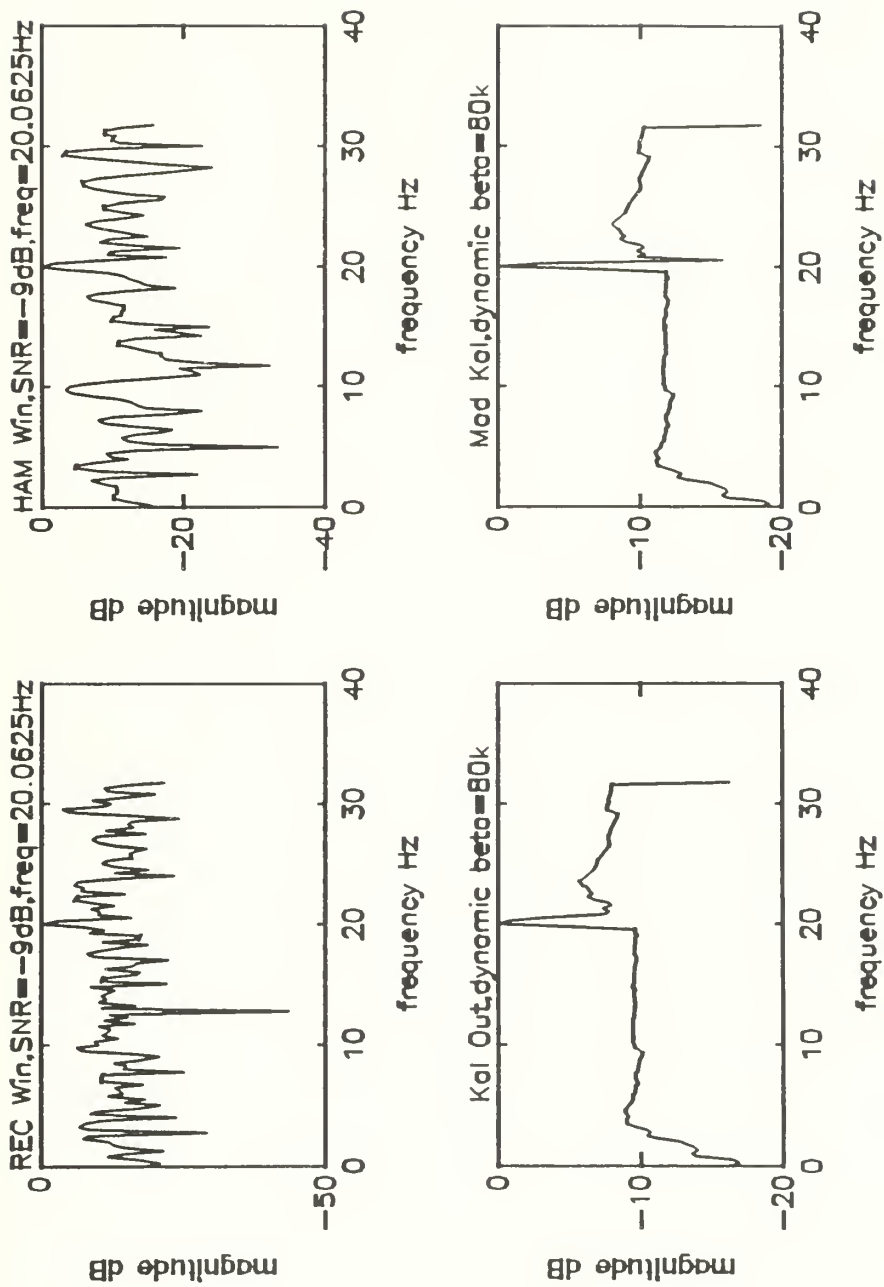 REC Win,SNR=-9dB,freq=20.0625Hz
0
-50
magnitude dB
0 10 20 30 40
frequency Hz
HAM Win,SNR=-9dB,freq=20.0625Hz
0
-20
-40
magnitude dB
0 10 20 30 40
frequency Hz
Kal Out,dynamic beta=80k
0
-10
-20
magnitude dB
0 10 20 30 40
frequency Hz
Mod Kal,dynamic beta=80k
0
-10
-20
magnitude dB
0 10 20 30 40
frequency Hz